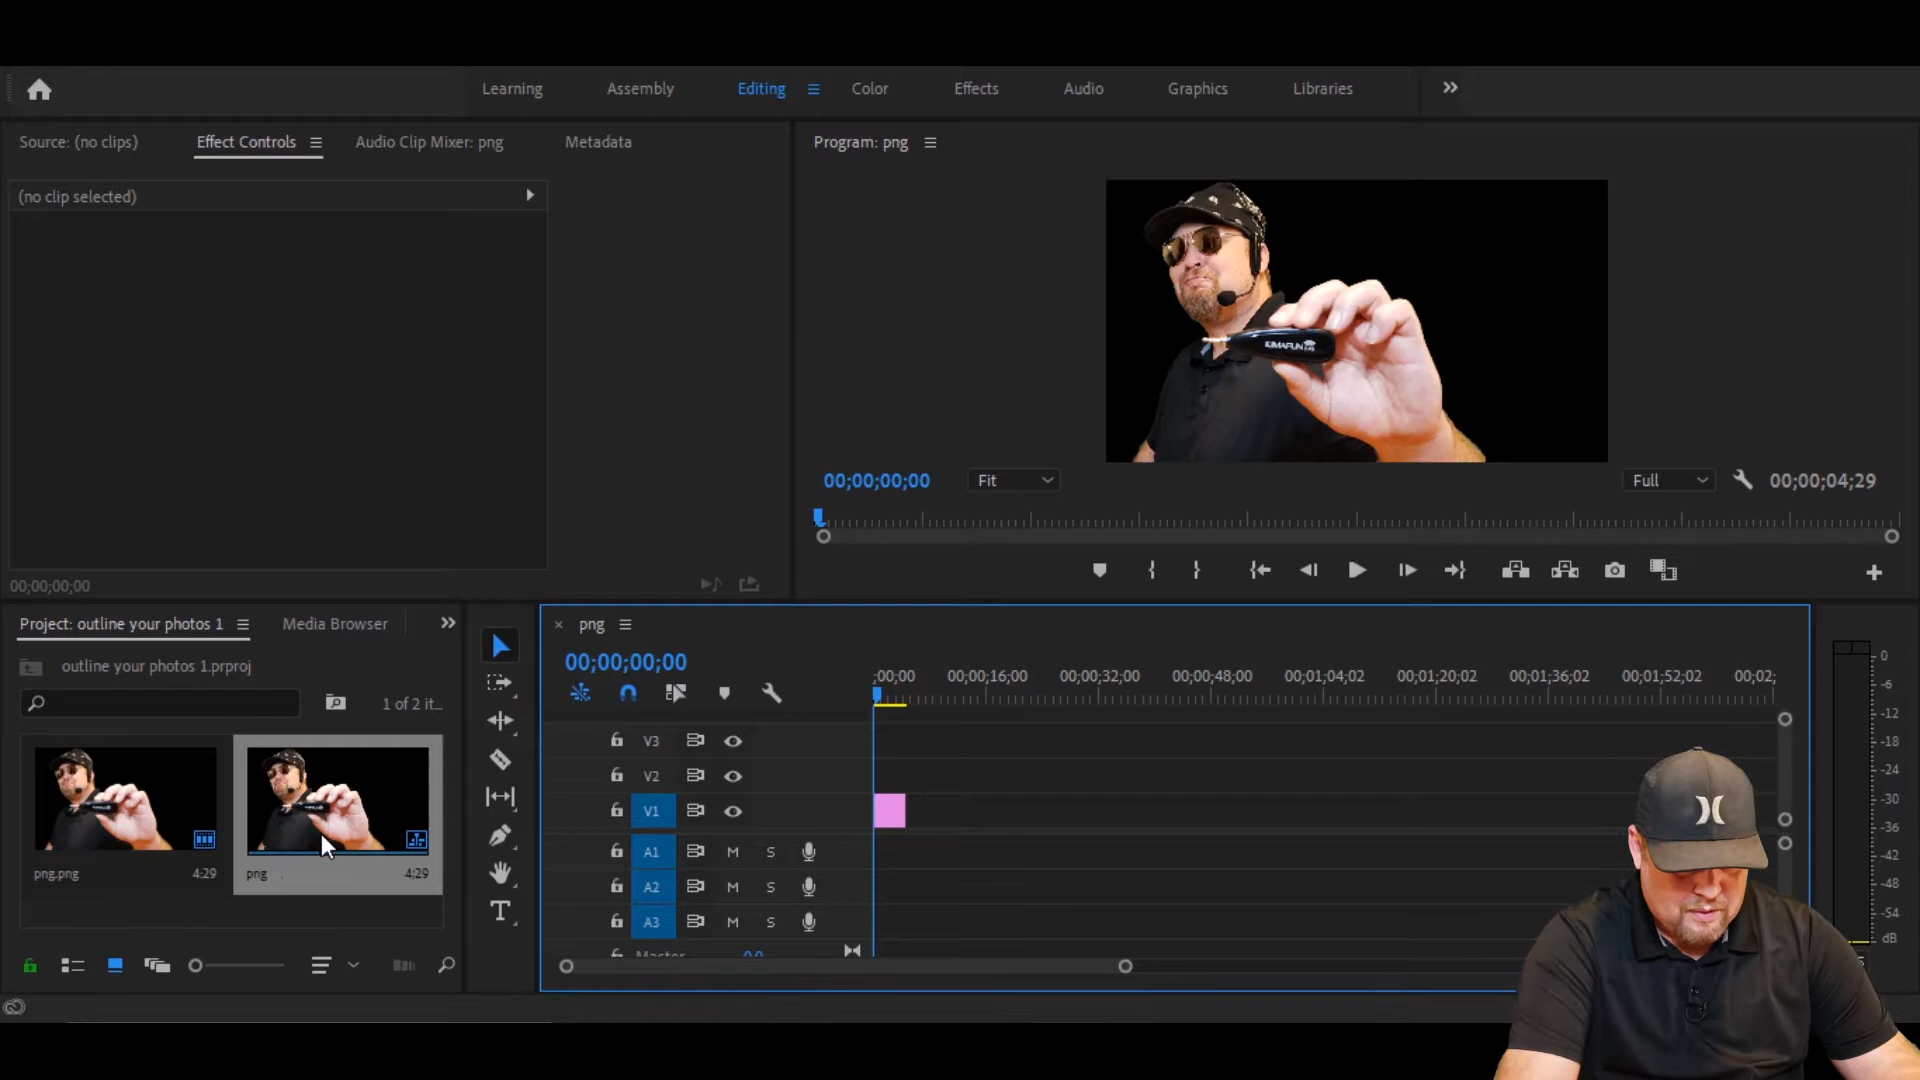 Learning Assembly Editing Color Effects Audio Graphics Libraries
Source: (no clips) Effect Controls Audio Clip Mixer: png Metadata
Program: png
(no clip selected)
KIMAFUN
00;00;00;00 Fit Full 00;00;04;29
00;00;00;00
Project: outline your photos 1 Media Browser
outline your photos 1.prproj
1 of 2 it...
png.png 4:29
png 4;29
png
00;00;00;00
;00;00 00;00;16;00 00;00;32;00 00;00;48;00 00;01;04;02 00;01;20;02 00;01;36;02 00;01;52;02 00;02;
V3
V2
V1
A1 M S
A2 M S
A3 M S
Master 0.0
0
-6
-12
-18
-24
-30
-36
-42
-48
-54
dB
S